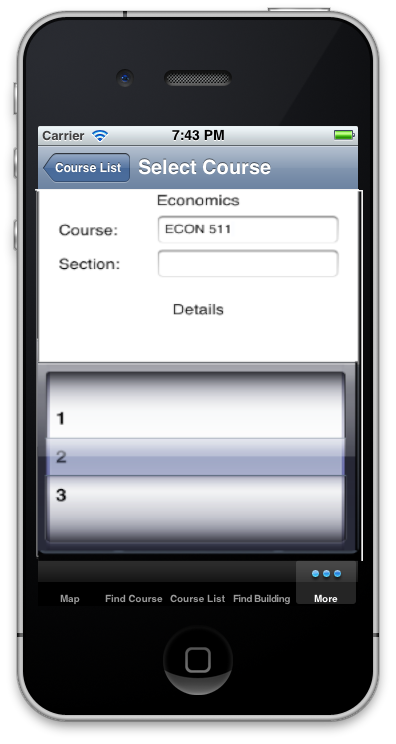 Carrier 7:43 PM
Course List Select Course
Economics
Course: ECON 511
Section:
Details
1
2
3
Map Find Course Course List Find Building More